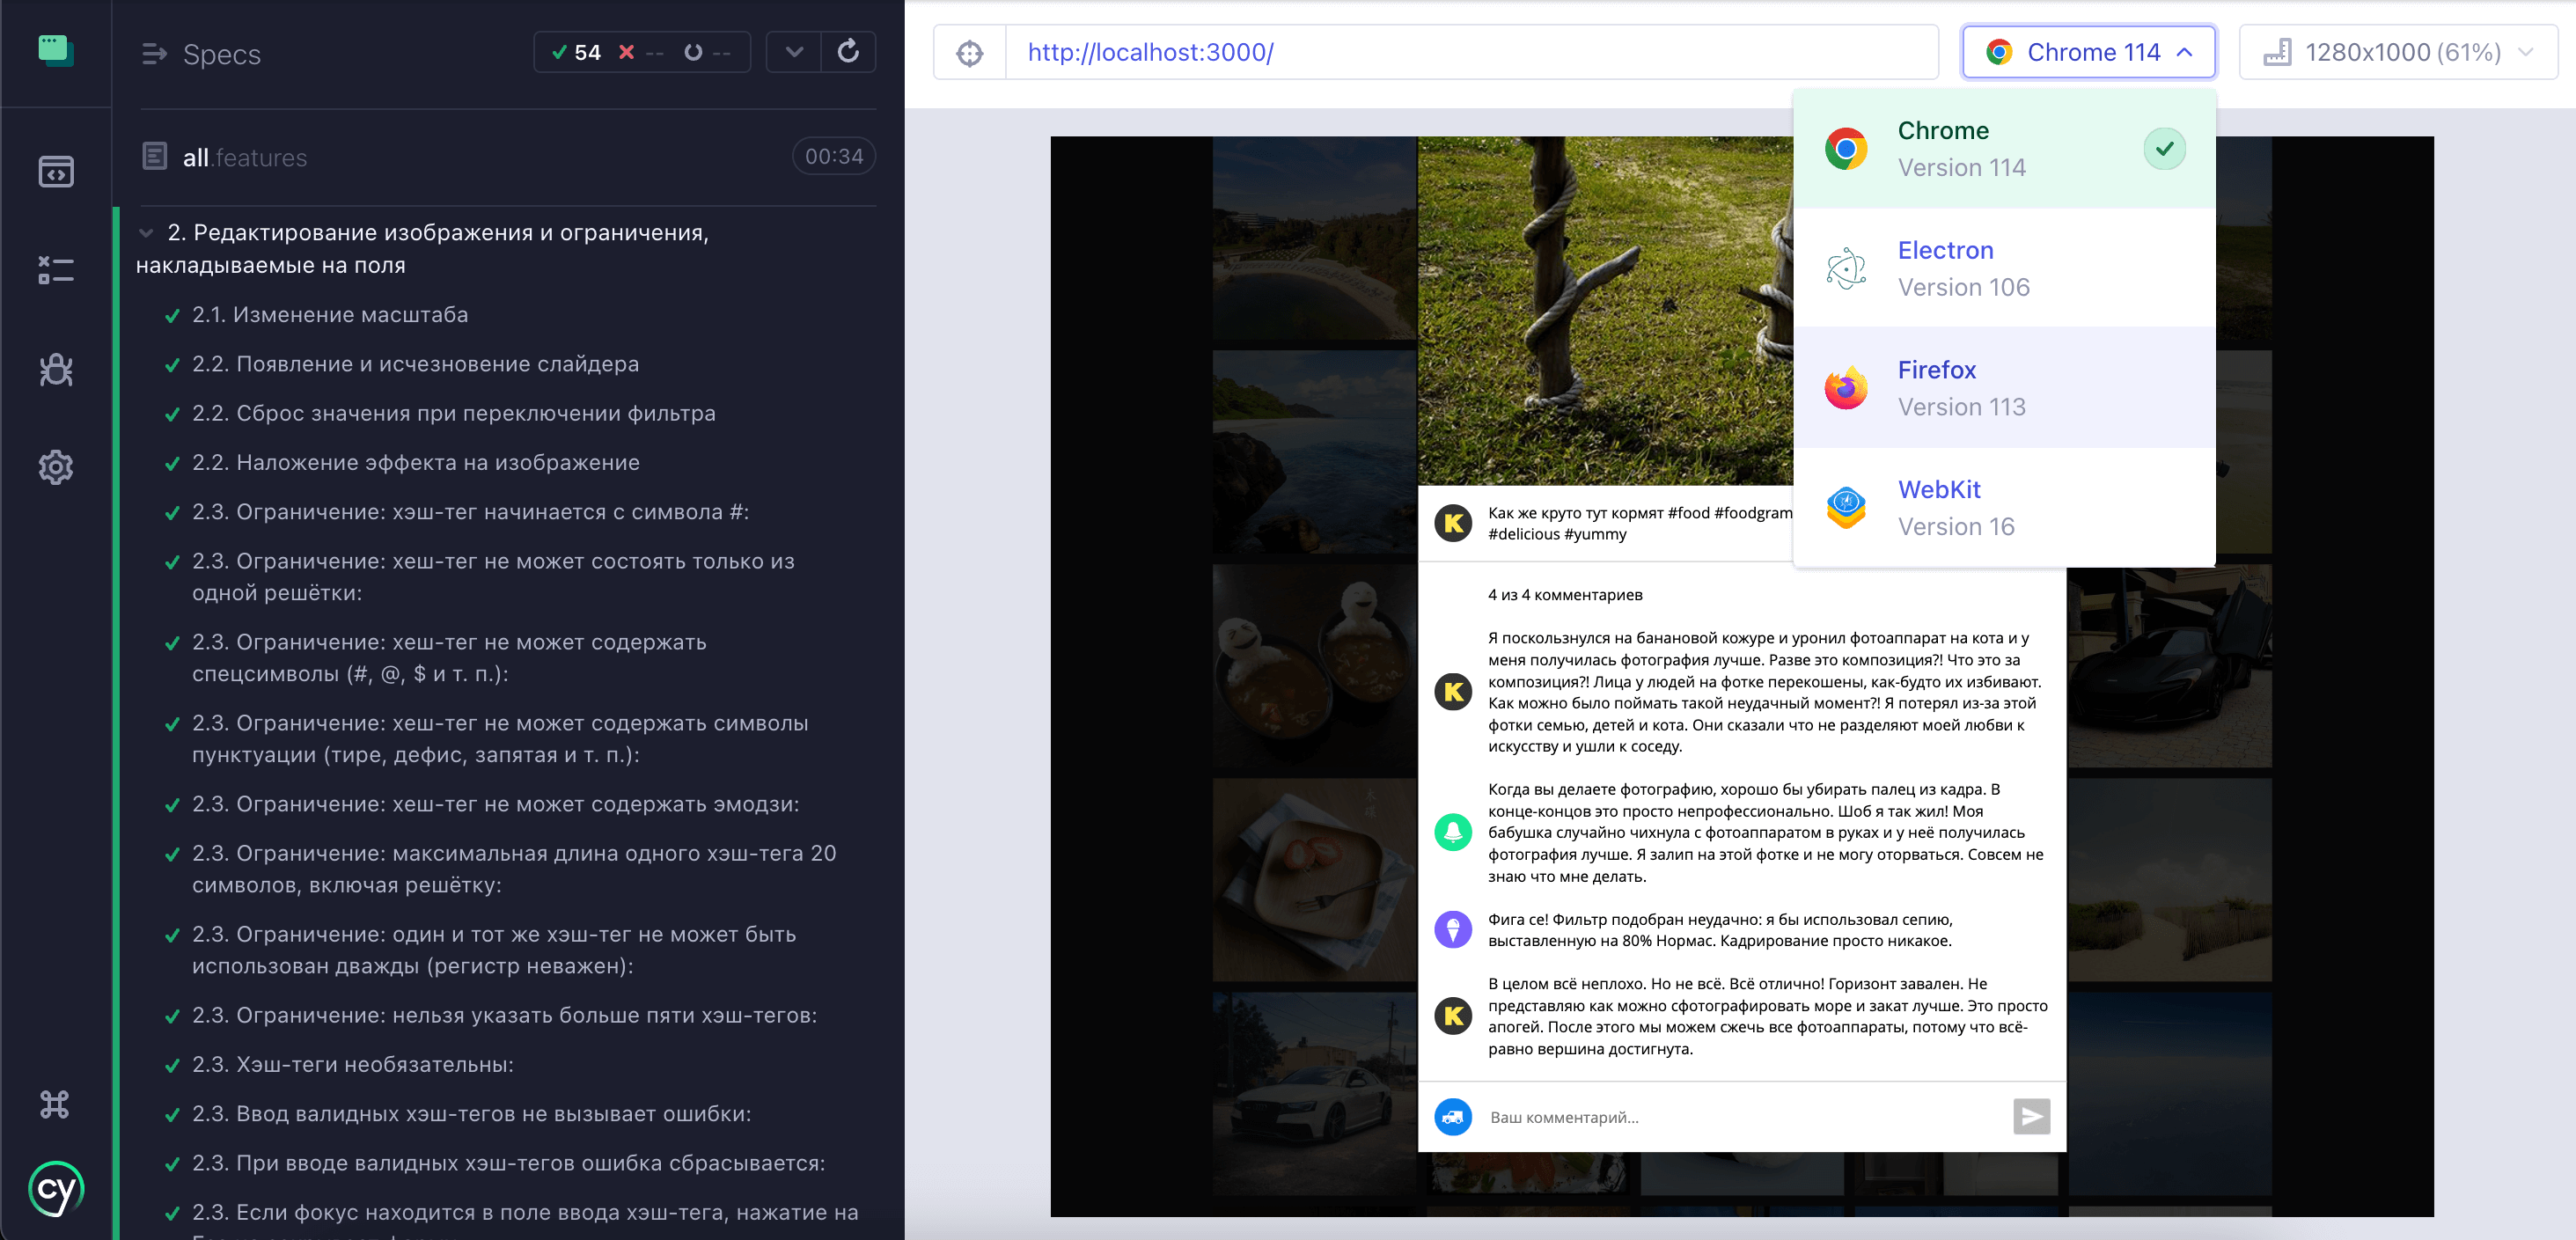 Specs
54 -- --
all.features
00:34
2. Редактирование изображения и ограничения,
накладываемые на поля
2.1. Изменение масштаба
2.2. Появление и исчезновение слайдера
2.2. Сброс значения при переключении фильтра
2.2. Наложение эффекта на изображение
2.3. Ограничение: хэш-тег начинается с символа #:
2.3. Ограничение: хеш-тег не может состоять только из
одной решётки:
2.3. Ограничение: хеш-тег не может содержать
спецсимволы (#, @, $ и т. п.):
2.3. Ограничение: хеш-тег не может содержать символы
пунктуации (тире, дефис, запятая и т. п.):
2.3. Ограничение: хеш-тег не может содержать эмодзи:
2.3. Ограничение: максимальная длина одного хэш-тега 20
символов, включая решётку:
2.3. Ограничение: один и тот же хэш-тег не может быть
использован дважды (регистр неважен):
2.3. Ограничение: нельзя указать больше пяти хэш-тегов:
2.3. Хэш-теги необязательны:
2.3. Ввод валидных хэш-тегов не вызывает ошибки:
2.3. При вводе валидных хэш-тегов ошибка сбрасывается:
2.3. Если фокус находится в поле ввода хэш-тега, нажатие на
cy
http://localhost:3000/
Chrome 114
1280x1000 (61%)
Chrome
Version 114
Electron
Version 106
Firefox
Version 113
WebKit
Version 16
Как же круто тут кормят #food #foodgram
#delicious #yummy
4 из 4 комментариев
Я поскользнулся на банановой кожуре и уронил фотоаппарат на кота и у
меня получилась фотография лучше. Разве это композиция?! Что это за
композиция?! Лица у людей на фотке перекошены, как-будто их избивают.
Как можно было поймать такой неудачный момент?! Я потерял из-за этой
фотки семью, детей и кота. Они сказали что не разделяют моей любви к
искусству и ушли к соседу.
Когда вы делаете фотографию, хорошо бы убирать палец из кадра. В
конце-концов это просто непрофессионально. Шоб я так жил! Моя
бабушка случайно чихнула с фотоаппаратом в руках и у неё получилась
фотография лучше. Я залип на этой фотке и не могу оторваться. Совсем не
знаю что мне делать.
Фига се! Фильтр подобран неудачно: я бы использовал сепию,
выставленную на 80% Нормас. Кадрирование просто никакое.
В целом всё неплохо. Но не всё. Всё отлично! Горизонт завален. Не
представляю как можно сфотографировать море и закат лучше. Это просто
апогей. После этого мы можем сжечь все фотоаппараты, потому что всё-
равно вершина достигнута.
Ваш комментарий...